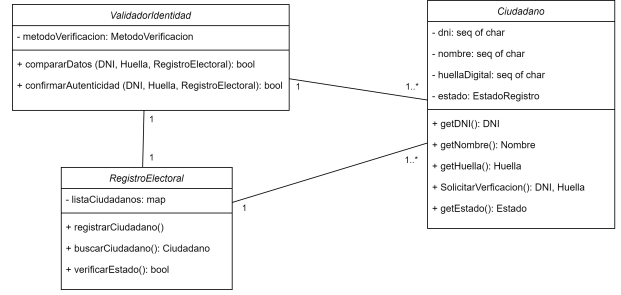 ValidadorIdentidad
- metodoVerificacion: MetodoVerificacion
+ compararDatos (DNI, Huella, RegistroElectoral): bool
+ confirmarAutenticidad (DNI, Huella, RegistroElectoral): bool
Ciudadano
- dni: seq of char
- nombre: seq of char
- huellaDigital: seq of char
- estado: EstadoRegistro
+ getDNI(): DNI
+ getNombre(): Nombre
+ getHuella(): Huella
+ SolicitarVerficacion(): DNI, Huella
+ getEstado(): Estado
1
1..*
1
1
1..*
1
RegistroElectoral
- listaCiudadanos: map
+ registrarCiudadano()
+ buscarCiudadano(): Ciudadano
+ verificarEstado(): bool